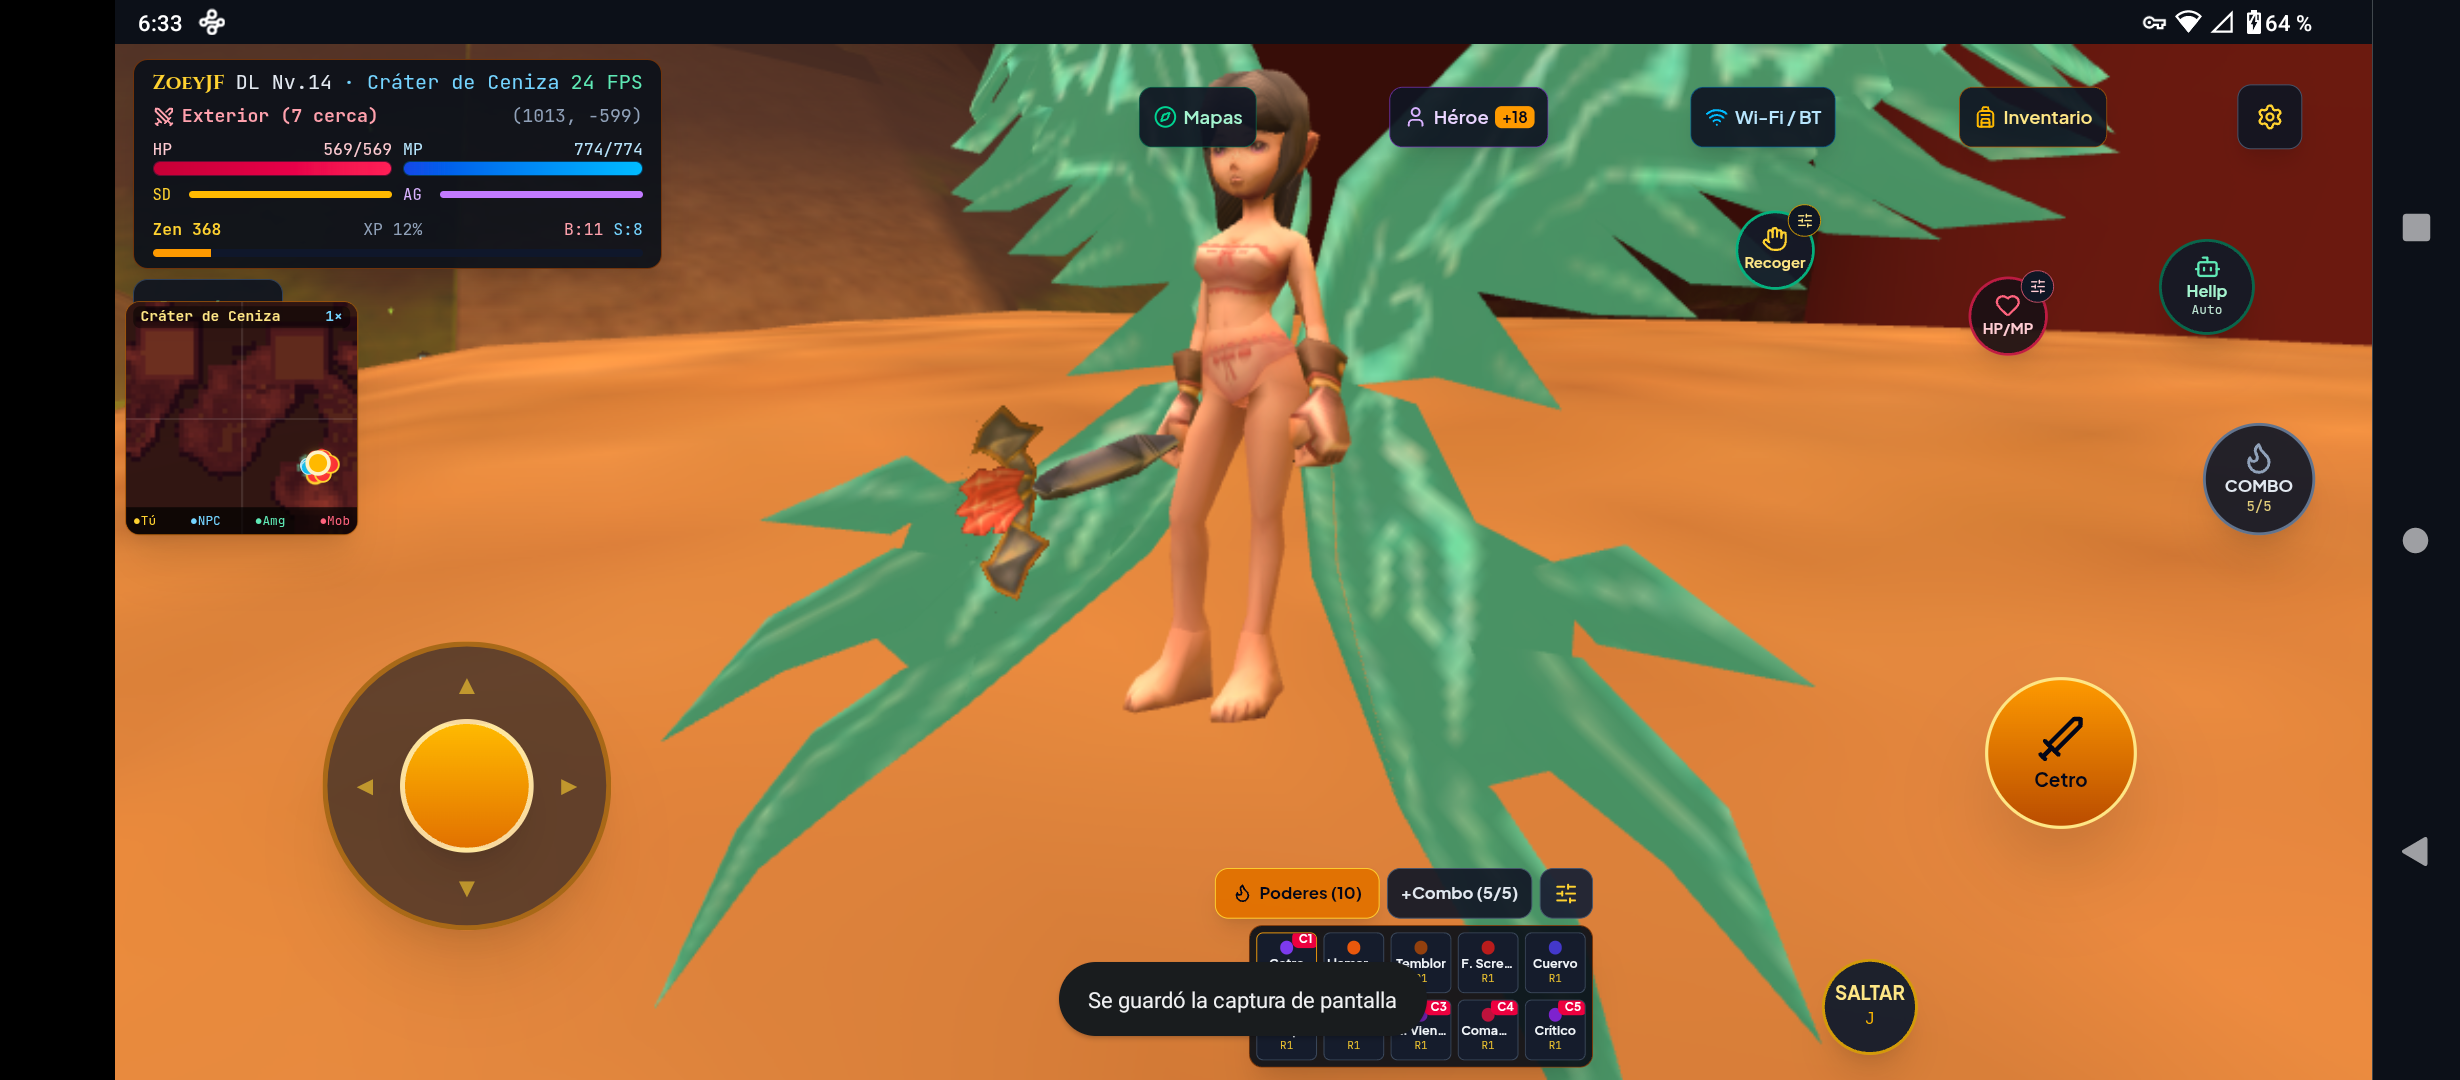 6:33
64 %
ZoeyJF DL Nv.14 · Cráter de Ceniza 24 FPS
Exterior (7 cerca) (1013, -599)
HP 569/569 MP 774/774
SD AG
Zen 368 XP 12% B:11 S:8
Mapas
Héroe +18
Wi-Fi / BT
Inventario
Recoger
HP/MP
Hellp
Auto
Cráter de Ceniza 1×
Tú NPC Amg Mob
COMBO
5/5
Cetro
Poderes (10)
+Combo (5/5)
C1
Temblor
F. Scre...
R1
Cuervo
R1
Se guardó la captura de pantalla
R1
R1
C3
R1
C4
Coma...
R1
C5
Crítico
R1
SALTAR
J